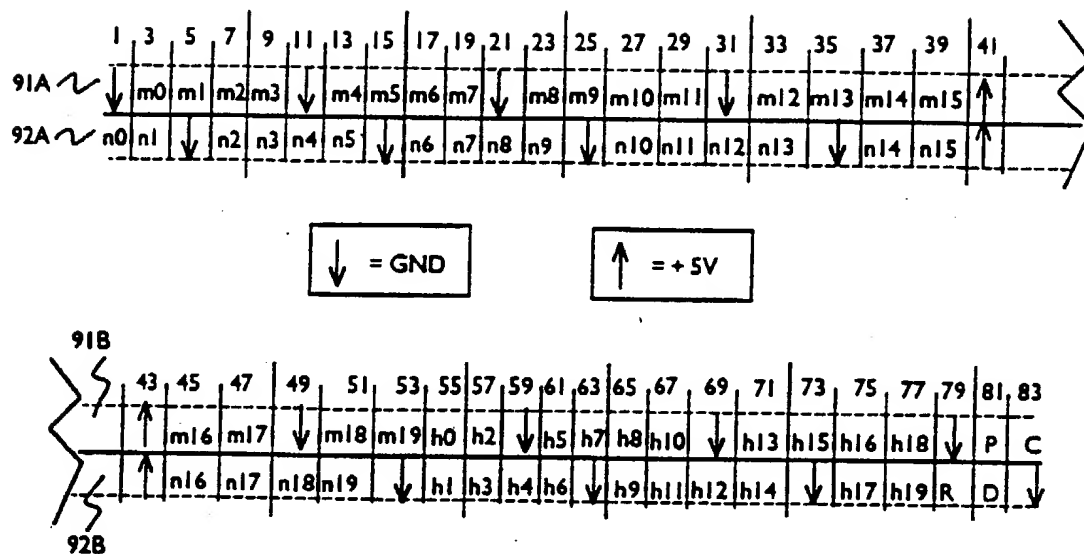 1 3 5 7 9 11 13 15 17 19 21 23 25 27 29 31 33 35 37 39 41
91A m0 m1 m2 m3 m4 m5 m6 m7 m8 m9 m10 m11 m12 m13 m14 m15
92A n0 n1 n2 n3 n4 n5 n6 n7 n8 n9 n10 n11 n12 n13 n14 n15
↓ = GND ↑ = + 5V
91B
43 45 47 49 51 53 55 57 59 61 63 65 67 69 71 73 75 77 79 81 83
m16 m17 m18 m19 h0 h2 h5 h7 h8 h10 h13 h15 h16 h18 P C
n16 n17 n18 n19 h1 h3 h4 h6 h9 h11 h12 h14 h17 h19 R D
92B